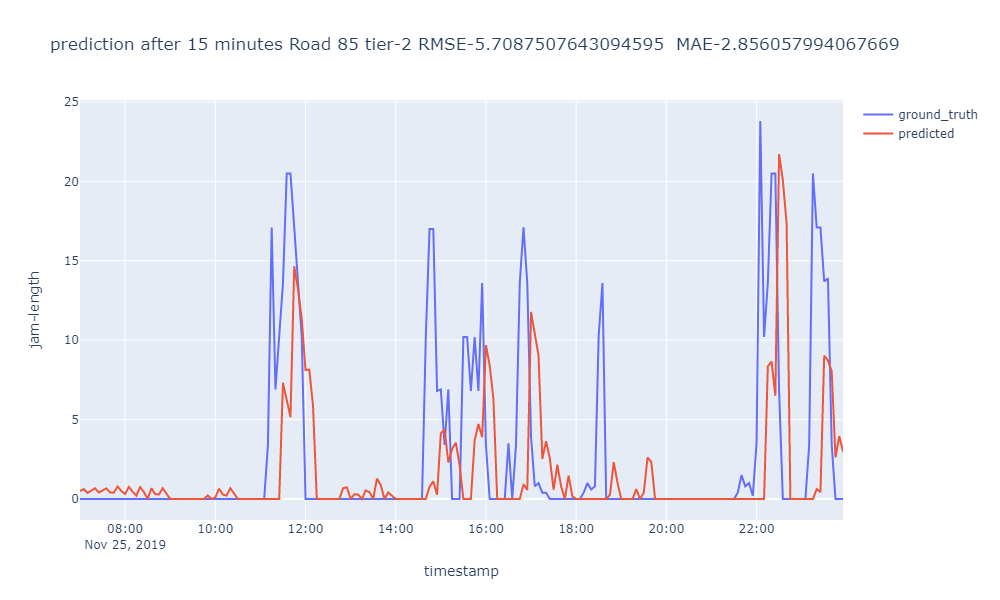 prediction after 15 minutes Road 85 tier-2 RMSE-5.7087507643094595  MAE-2.856057994067669
ground_truth
predicted
25
20
15
10
5
0
jam-length
08:00 10:00 12:00 14:00 16:00 18:00 20:00 22:00
Nov 25, 2019
timestamp